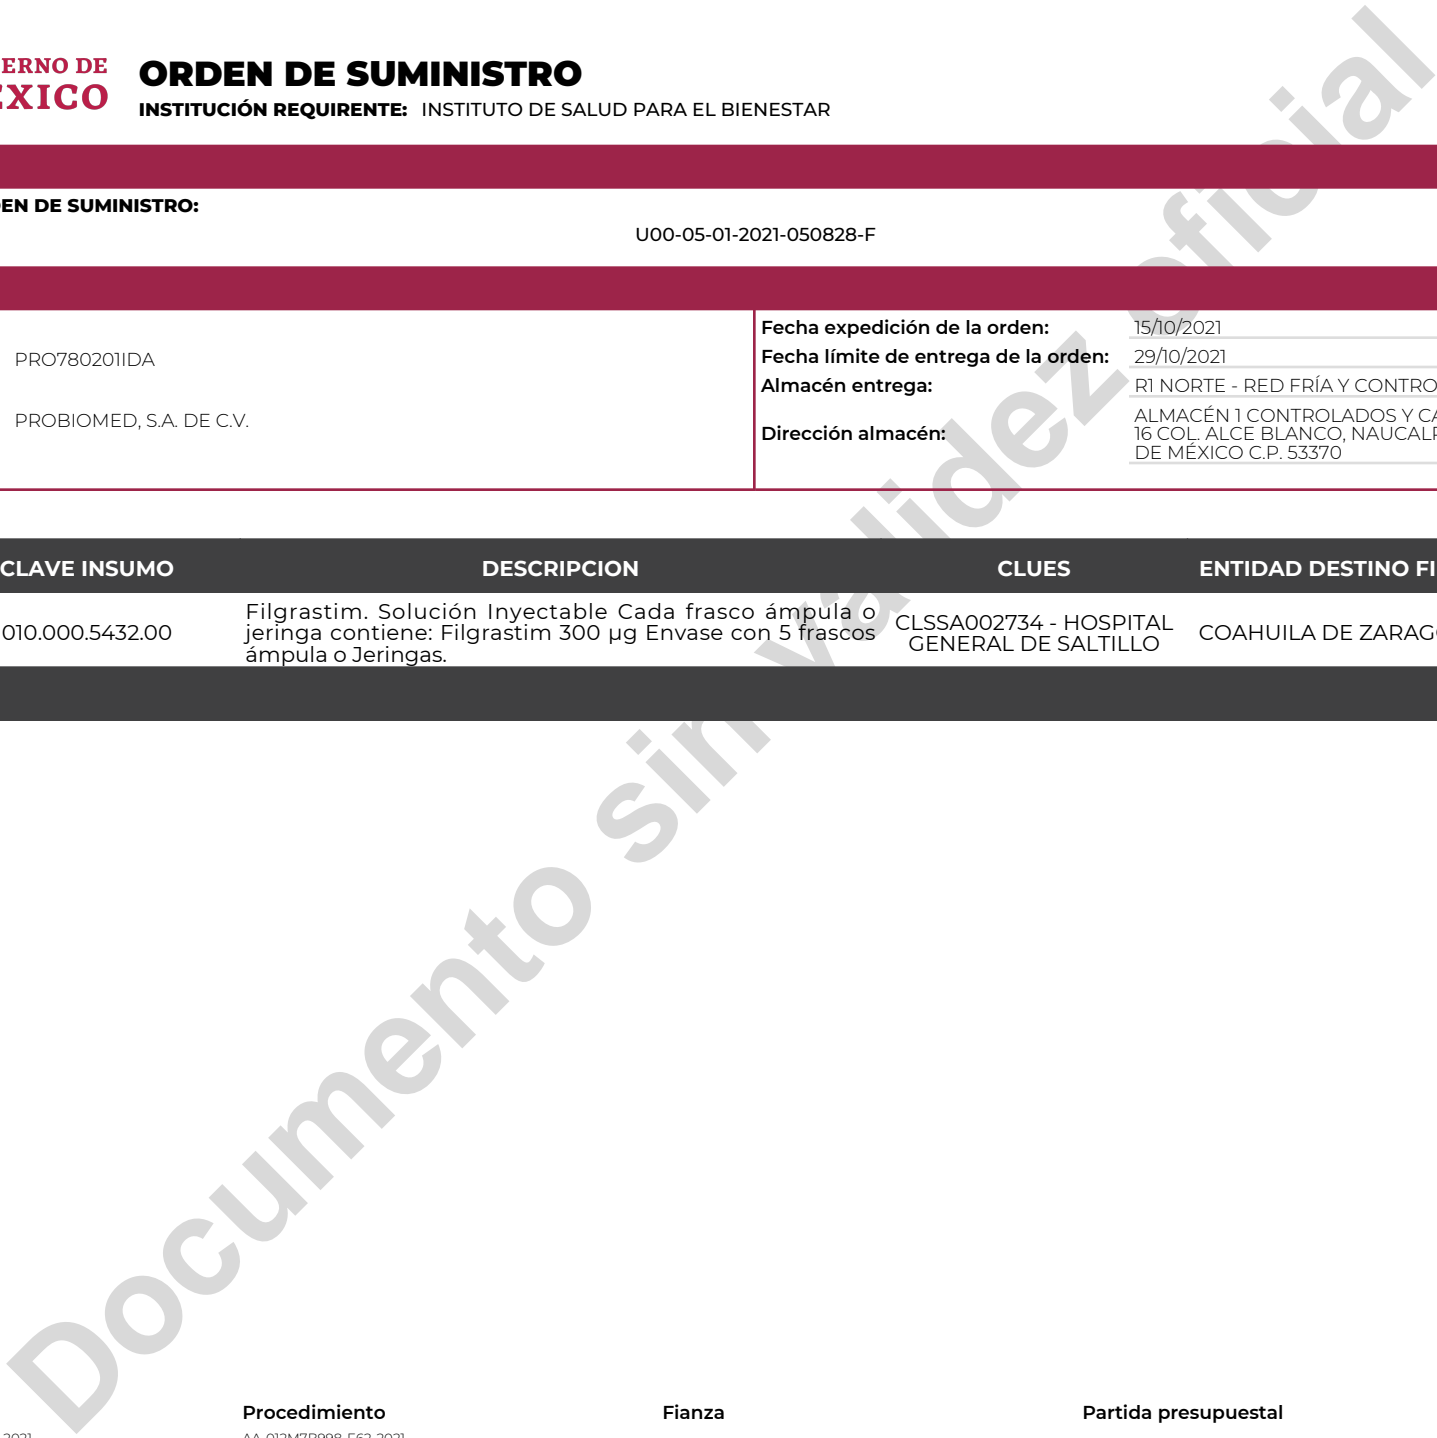 ERNO DE
ÉXICO
ORDEN DE SUMINISTRO
INSTITUCIÓN REQUIRENTE: INSTITUTO DE SALUD PARA EL BIENESTAR
EN DE SUMINISTRO:
U00-05-01-2021-050828-F
PRO780201IDA
PROBIOMED, S.A. DE C.V.
Fecha expedición de la orden: 15/10/2021
Fecha límite de entrega de la orden: 29/10/2021
Almacén entrega: R1 NORTE - RED FRÍA Y CONTRO
Dirección almacén: ALMACÉN 1 CONTROLADOS Y CA
16 COL. ALCE BLANCO, NAUCALP
DE MÉXICO C.P. 53370
CLAVE INSUMO DESCRIPCION CLUES ENTIDAD DESTINO FI
010.000.5432.00
Filgrastim. Solución Inyectable Cada frasco ámpula o
jeringa contiene: Filgrastim 300 µg Envase con 5 frascos
ámpula o Jeringas.
CLSSA002734 - HOSPITAL
GENERAL DE SALTILLO
COAHUILA DE ZARAG
Documento sin validez oficial
Procedimiento Fianza Partida presupuestal